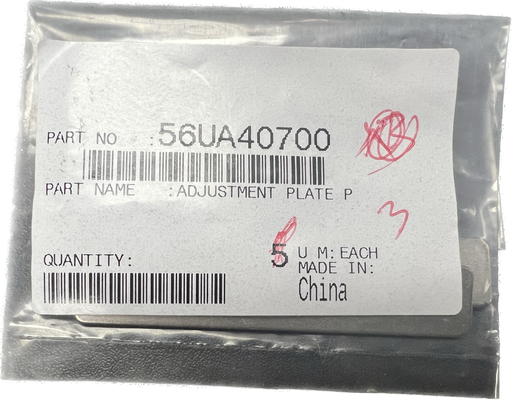 PART NO :56UA40700
PART NAME :ADJUSTMENT PLATE P
3
QUANTITY: 5 U M: EACH
MADE IN:
China